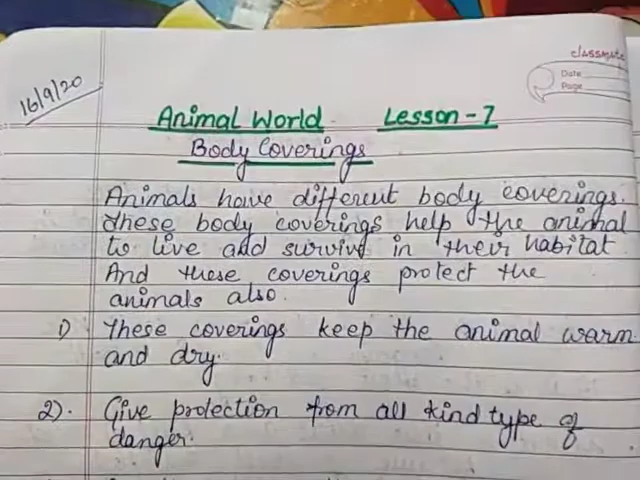 classmate
Date
Page
16/9/20
Animal World Lesson - 7
Body Coverings
Animals have different body coverings.
These body coverings help the animal
to live and survive in their habitat
And these coverings protect the
animals also.
1) These coverings keep the animal warm
and dry.
2). Give protection from all kind type of
danger.